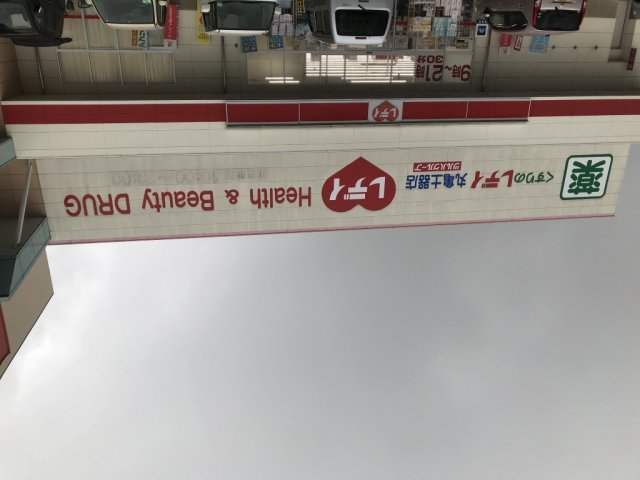 薬
くすりのレデイ
丸亀土器店
ツルハグループ
レデイ
Health & Beauty DRUG
レデイ
9時~21時
30分